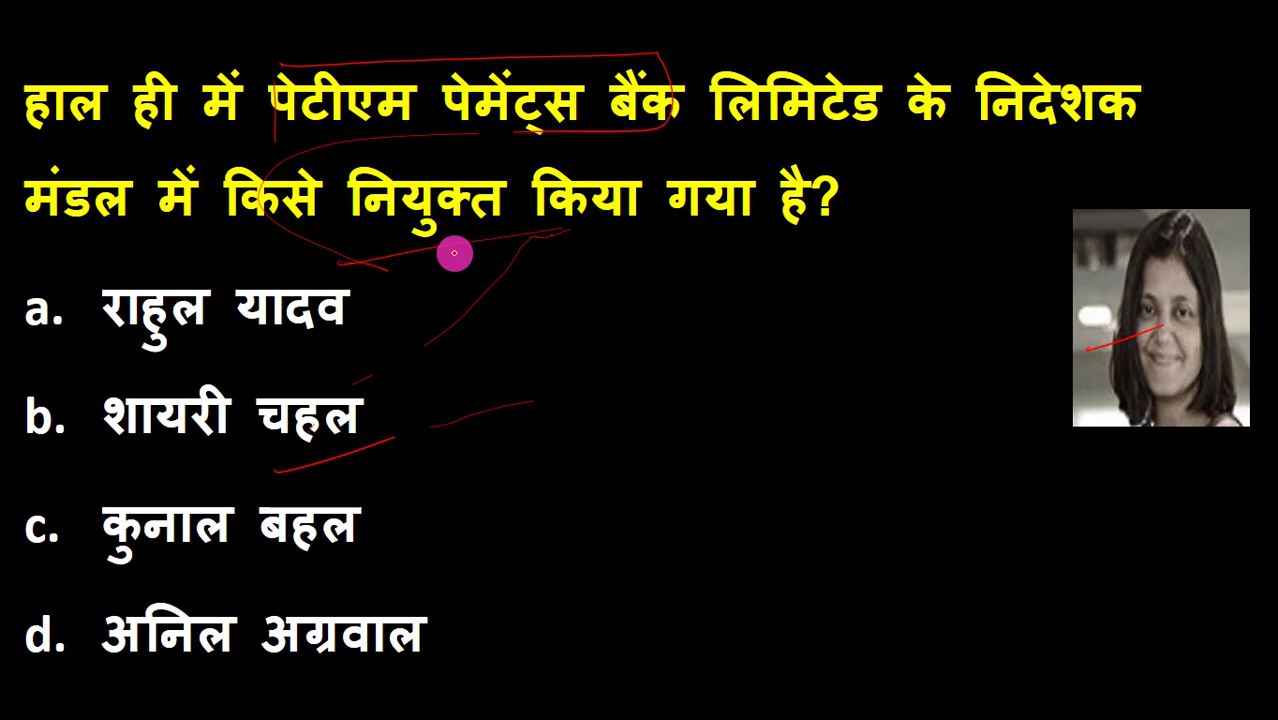 हाल ही में पेटीएम पेमेंट्स बैंक लिमिटेड के निदेशक
मंडल में किसे नियुक्त किया गया है?
a. राहुल यादव
b. शायरी चहल
c. कुनाल बहल
d. अनिल अग्रवाल